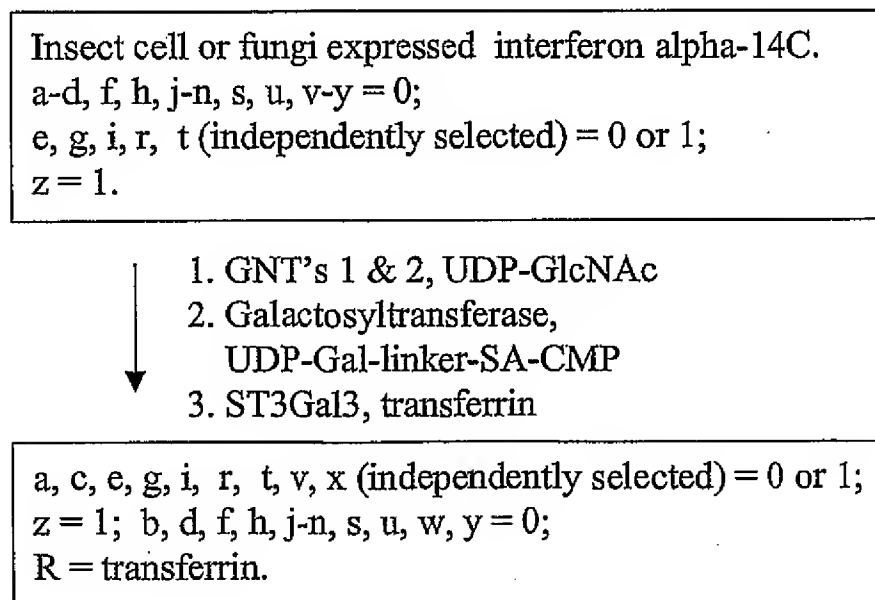 Insect cell or fungi expressed interferon alpha-14C.
a-d, f, h, j-n, s, u, v-y = 0;
e, g, i, r, t (independently selected) = 0 or 1;
z = 1.
1. GNT's 1 & 2, UDP-GlcNAc
2. Galactosyltransferase,
UDP-Gal-linker-SA-CMP
3. ST3Gal3, transferrin
a, c, e, g, i, r, t, v, x (independently selected) = 0 or 1;
z = 1; b, d, f, h, j-n, s, u, w, y = 0;
R = transferrin.